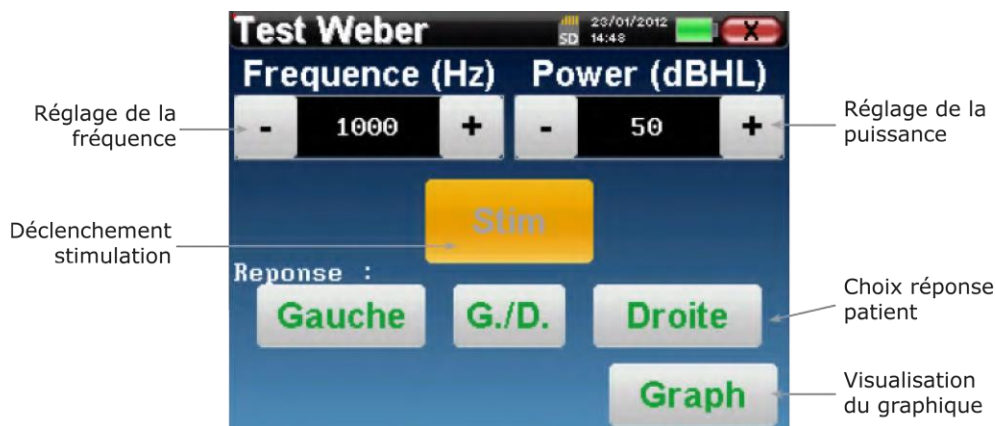 Test Weber
SD
23/01/2012
14:48
X
Frequence (Hz) Power (dBHL)
Réglage de la
fréquence
- 1000 + - 50 +
Réglage de la
puissance
Stim
Déclenchement
stimulation
Reponse :
Gauche G./D. Droite
Choix réponse
patient
Graph
Visualisation
du graphique